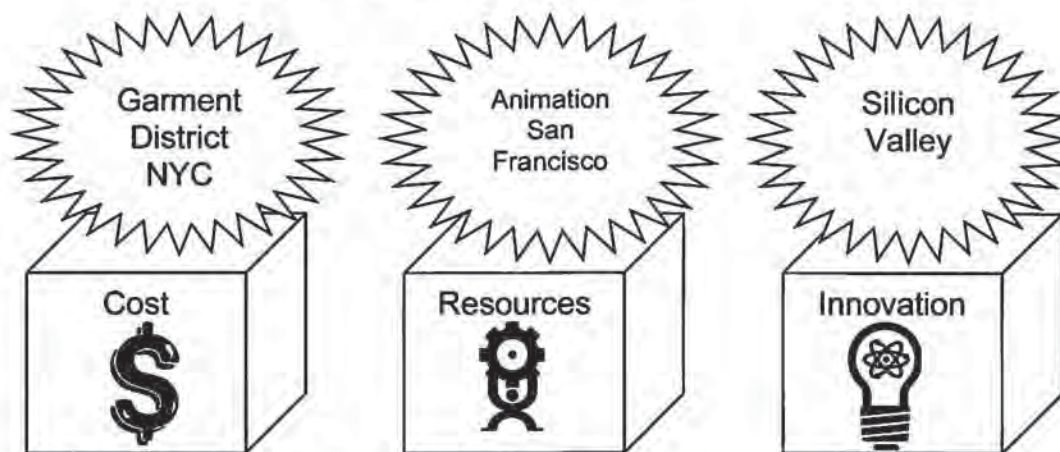 Garment
District
NYC
Animation
San
Francisco
Silicon
Valley
Cost
Resources
Innovation
$